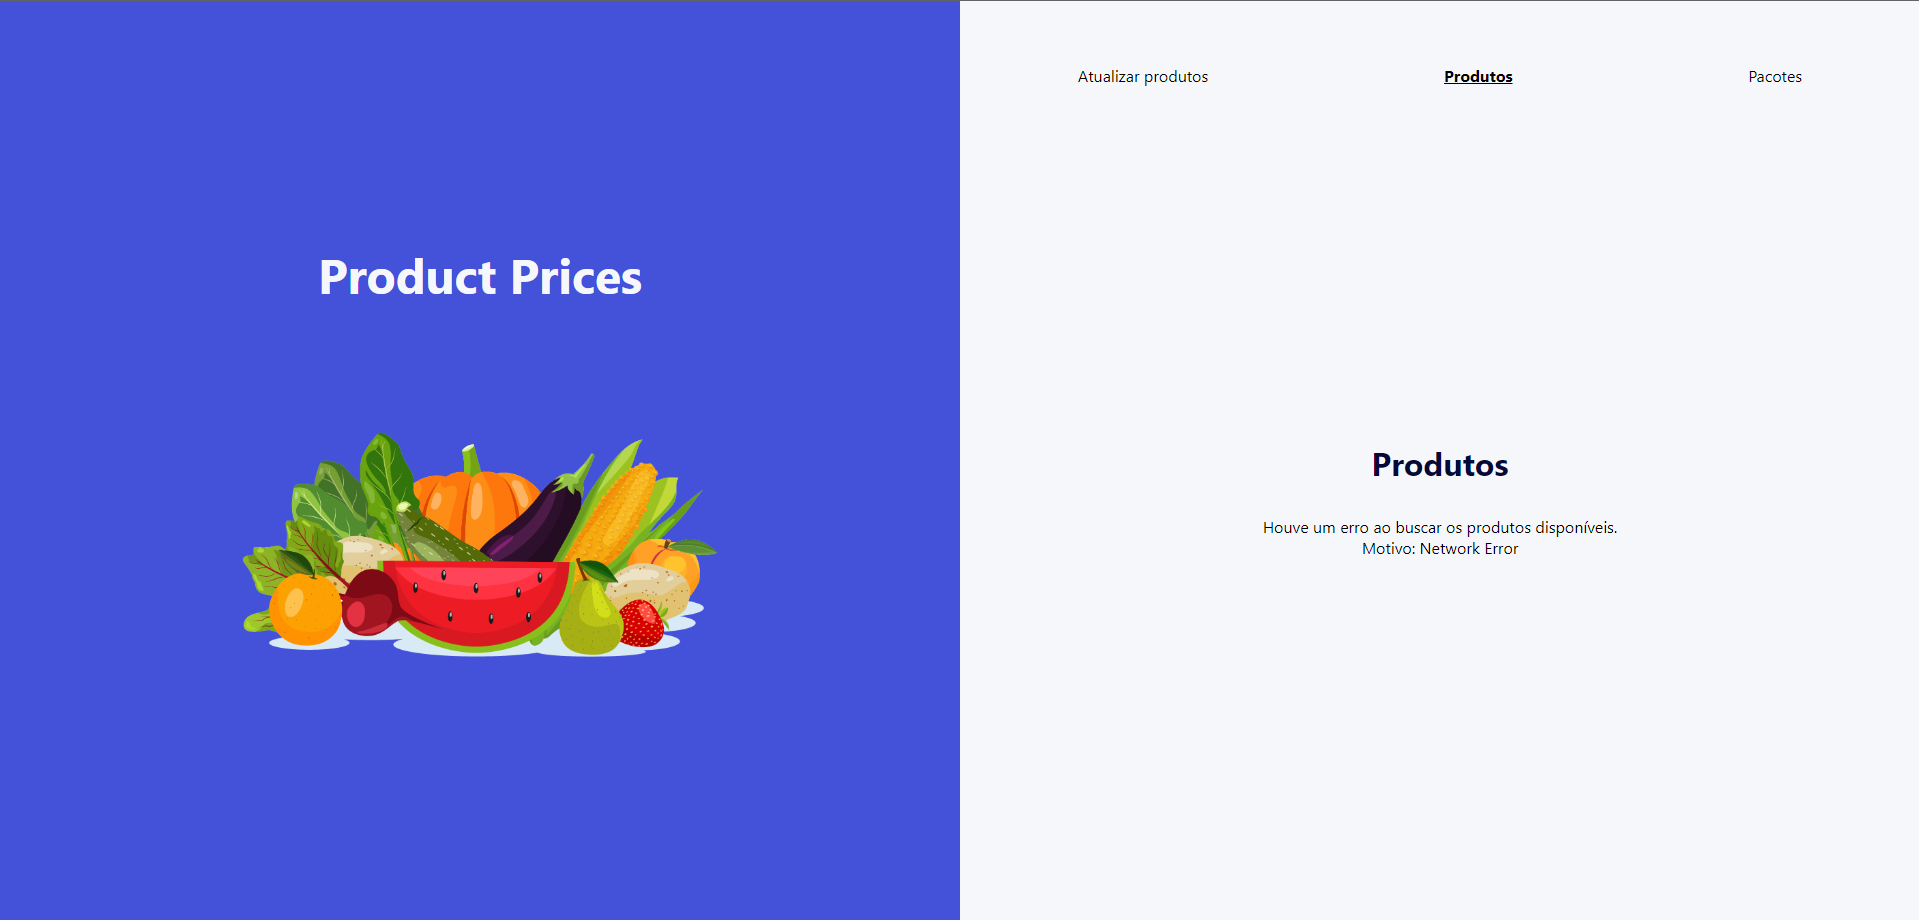 Product Prices
Atualizar produtos
Produtos
Pacotes
Produtos
Houve um erro ao buscar os produtos disponíveis.
Motivo: Network Error